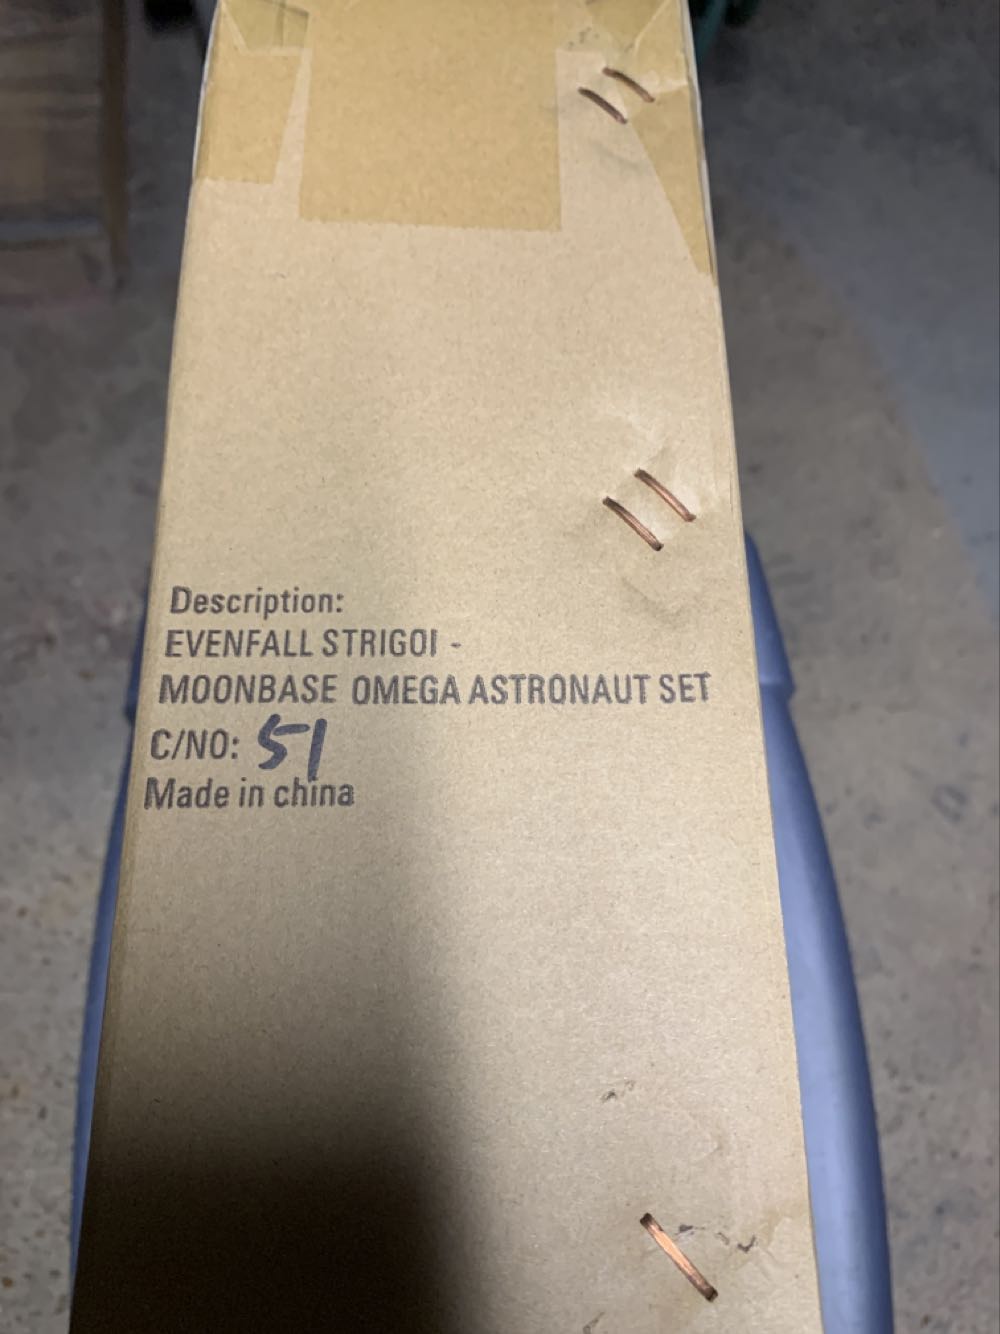 Description:
EVENFALL STRIGOI -
MOONBASE OMEGA ASTRONAUT SET
C/NO: 51
Made in china